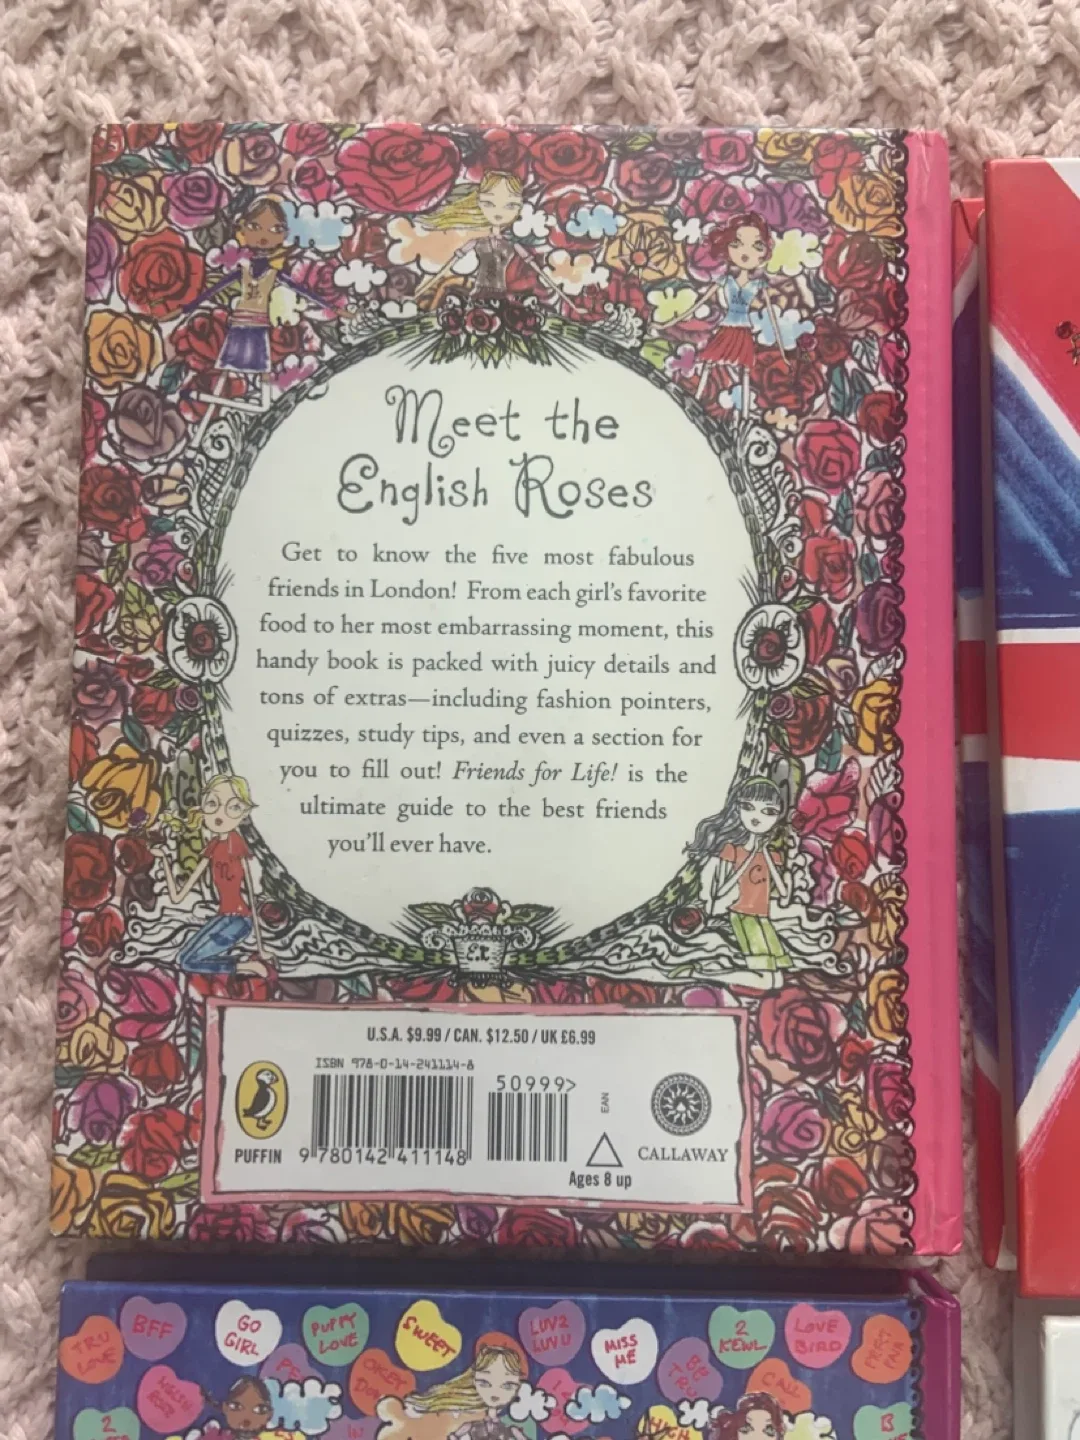 Meet the
English Roses
Get to know the five most fabulous
friends in London! From each girl's favorite
food to her most embarrassing moment, this
handy book is packed with juicy details and
tons of extras—including fashion pointers,
quizzes, study tips, and even a section for
you to fill out! Friends for Life! is the
ultimate guide to the best friends
you'll ever have.
n.
C.
U.S.A. $9.99 / CAN. $12.50 / UK £6.99
ISBN 978-0-14-241114-8
50999>
EAN
PUFFIN
9 780142 411148
CALLAWAY
Ages 8 up
TRU
LOVE
BFF
GO
GIRL
PUPPY
LOVE
SWEET
LUV2
LUVU
MISS
ME
2
KEWL
LOVE
BIRD
OKEY
CALL
2